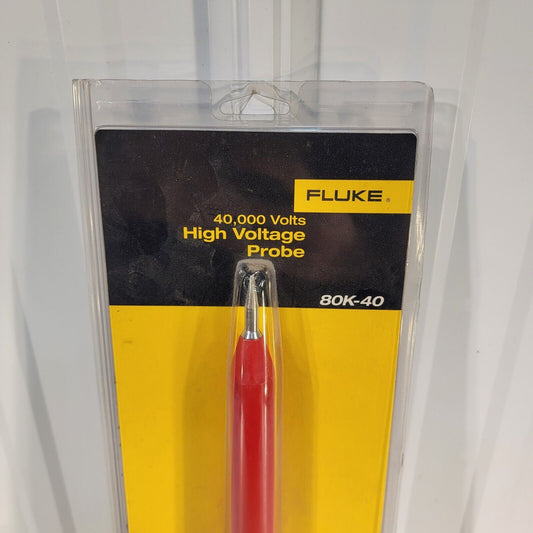 FLUKE®
40,000 Volts
High Voltage
Probe
80K-40